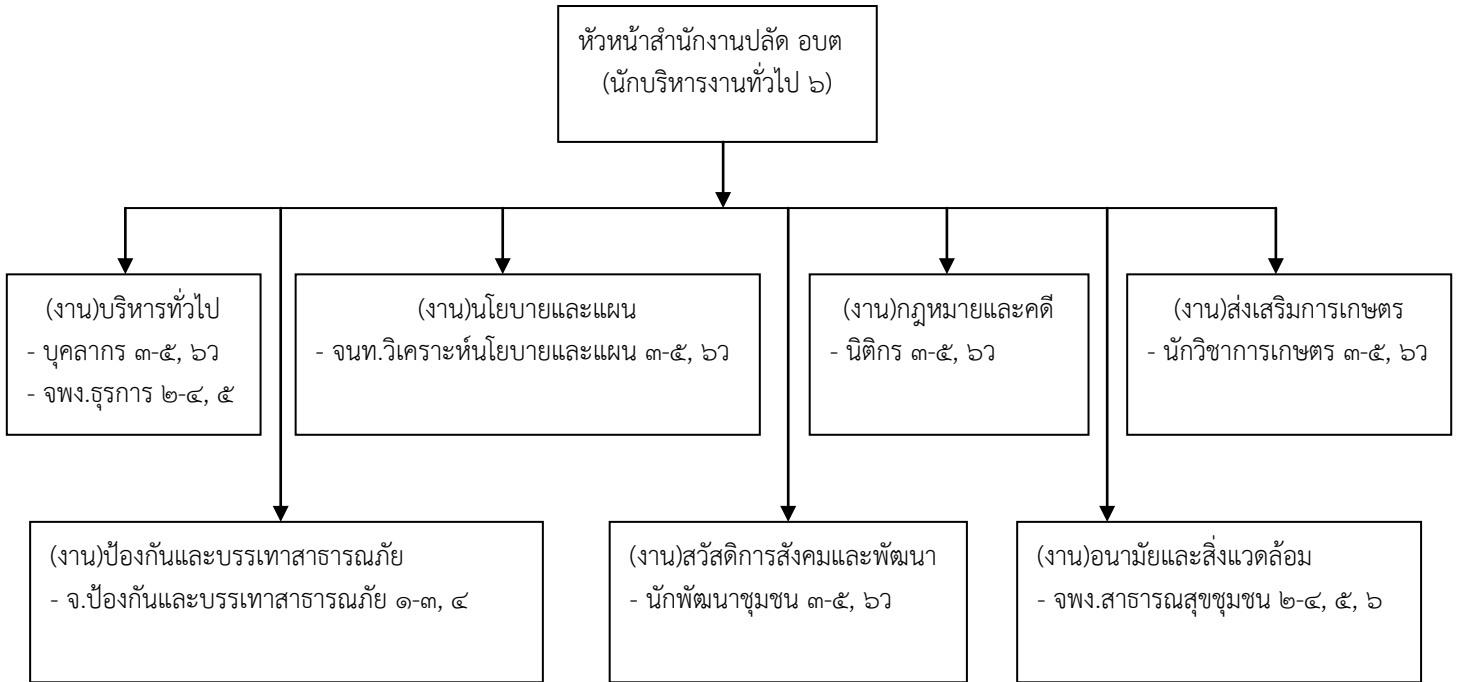 หัวหน้าสำนักงานปลัด อบต
(นักบริหารงานทั่วไป ๖)
(งาน)บริหารทั่วไป
- บุคลากร ๓-๕, ๖ว
- จพง.ธุรการ ๒-๔, ๕
(งาน)นโยบายและแผน
- จนท.วิเคราะห์นโยบายและแผน ๓-๕, ๖ว
(งาน)กฎหมายและคดี
- นิติกร ๓-๕, ๖ว
(งาน)ส่งเสริมการเกษตร
- นักวิชาการเกษตร ๓-๕, ๖ว
(งาน)ป้องกันและบรรเทาสาธารณภัย
- จ.ป้องกันและบรรเทาสาธารณภัย ๑-๓, ๔
(งาน)สวัสดิการสังคมและพัฒนา
- นักพัฒนาชุมชน ๓-๕, ๖ว
(งาน)อนามัยและสิ่งแวดล้อม
- จพง.สาธารณสุขชุมชน ๒-๔, ๕, ๖